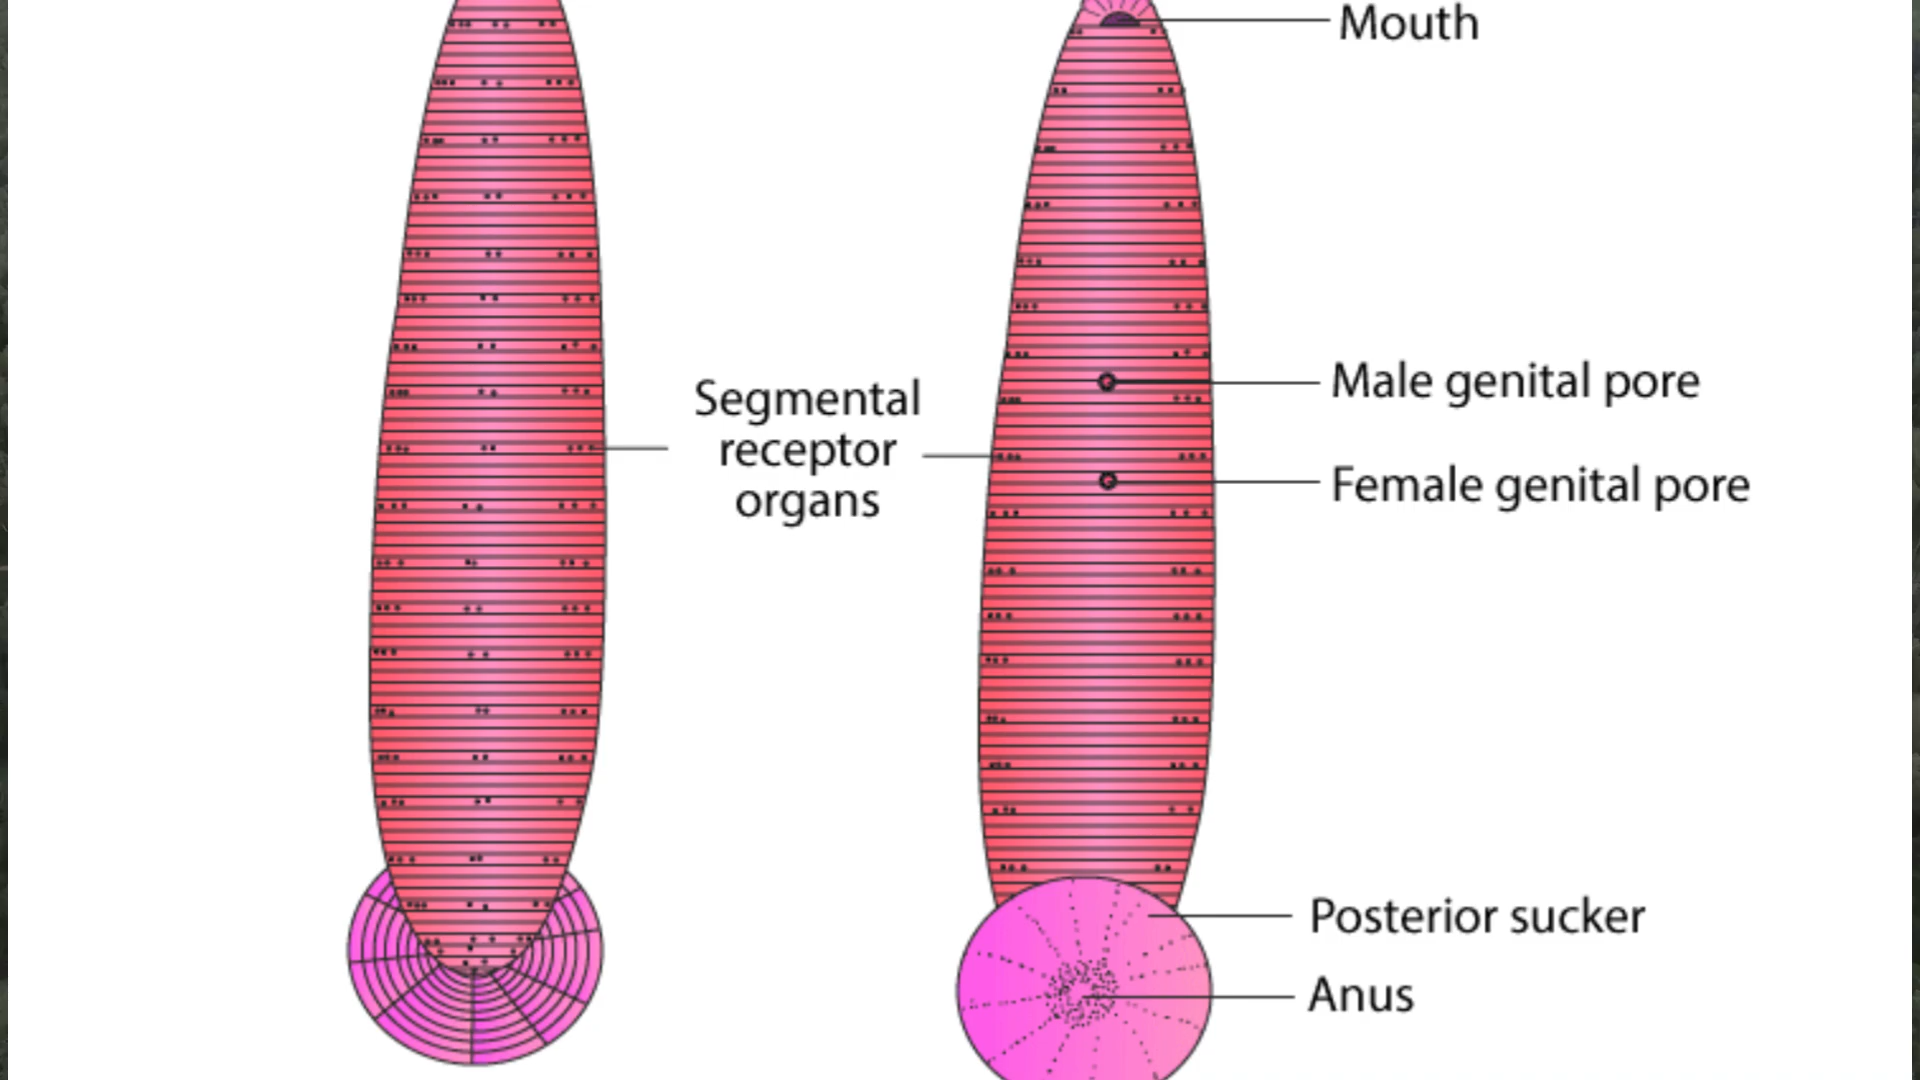 Mouth
Male genital pore
Segmental
receptor
organs
Female genital pore
Posterior sucker
Anus